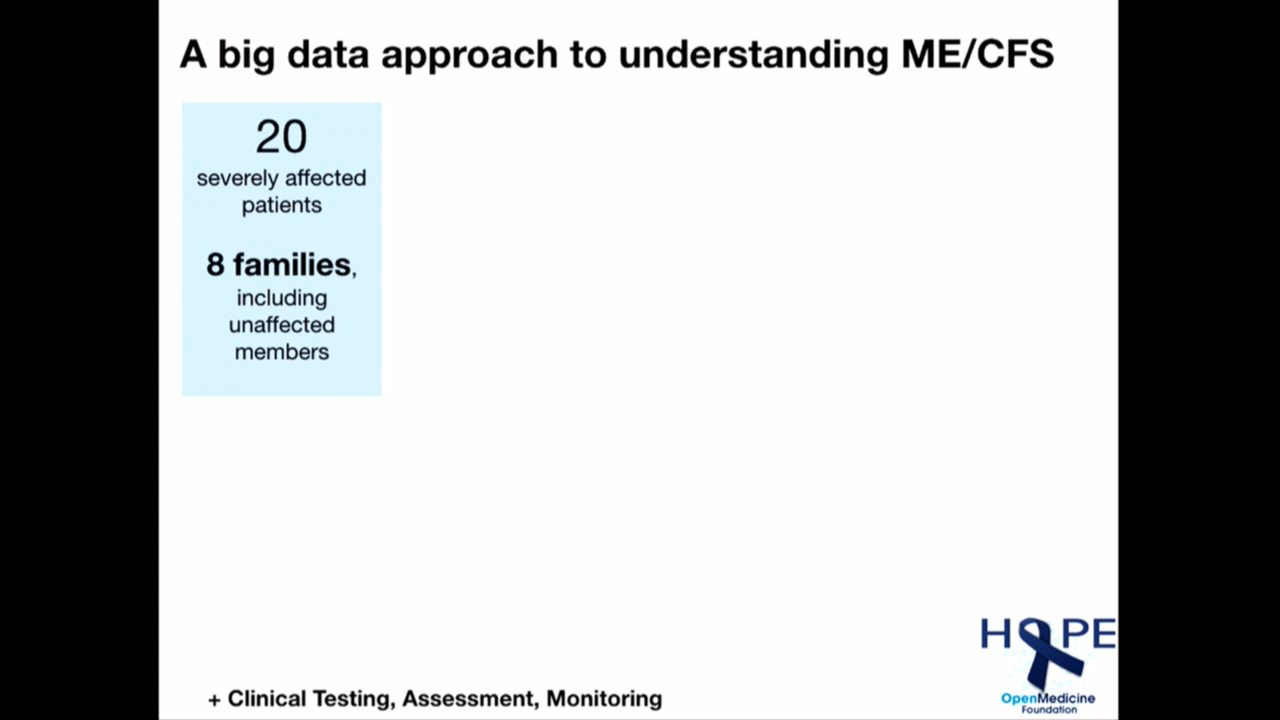 A big data approach to understanding ME/CFS
20
severely affected
patients
8 families,
including
unaffected
members
+ Clinical Testing, Assessment, Monitoring
HOPE
OpenMedicine
Foundation